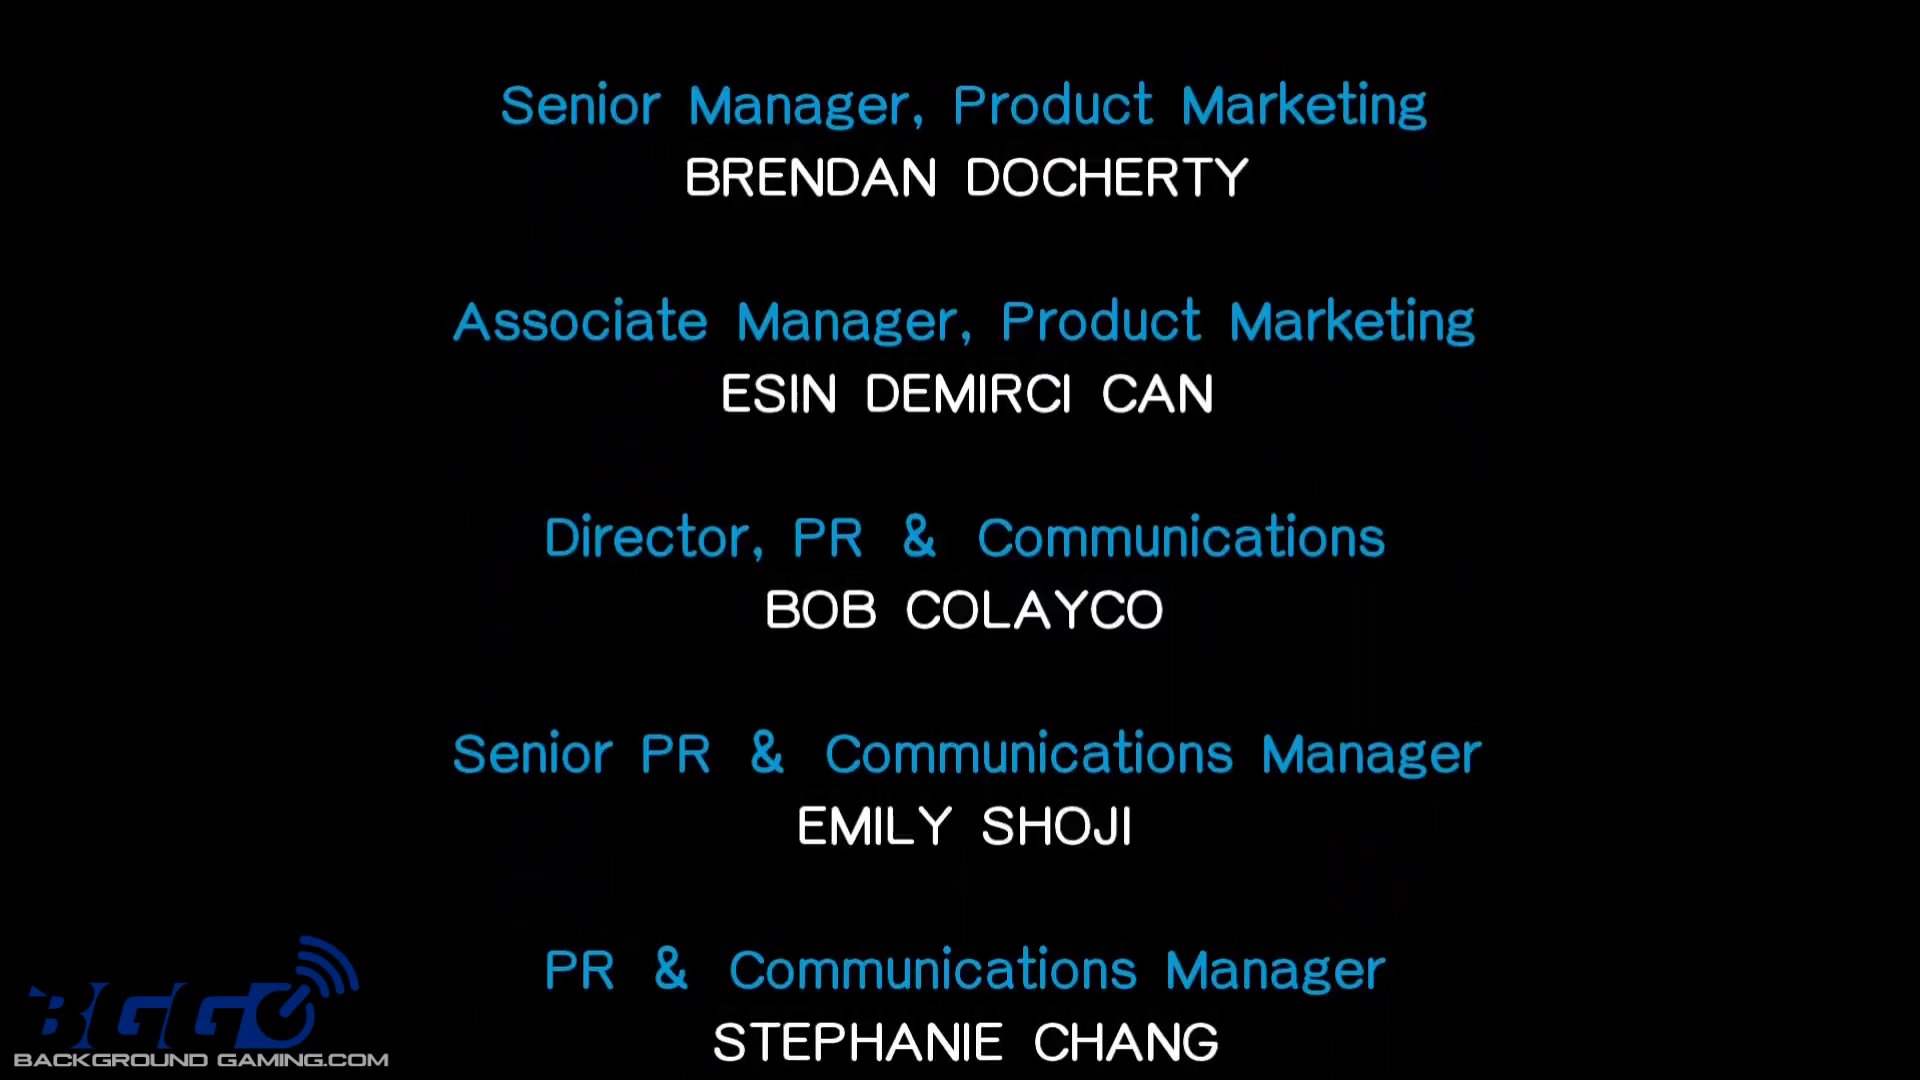 Senior Manager, Product Marketing
BRENDAN DOCHERTY
Associate Manager, Product Marketing
ESIN DEMIRCI CAN
Director, PR & Communications
BOB COLAYCO
Senior PR & Communications Manager
EMILY SHOJI
PR & Communications Manager
STEPHANIE CHANG
BGGO
BACKGROUND GAMING.COM